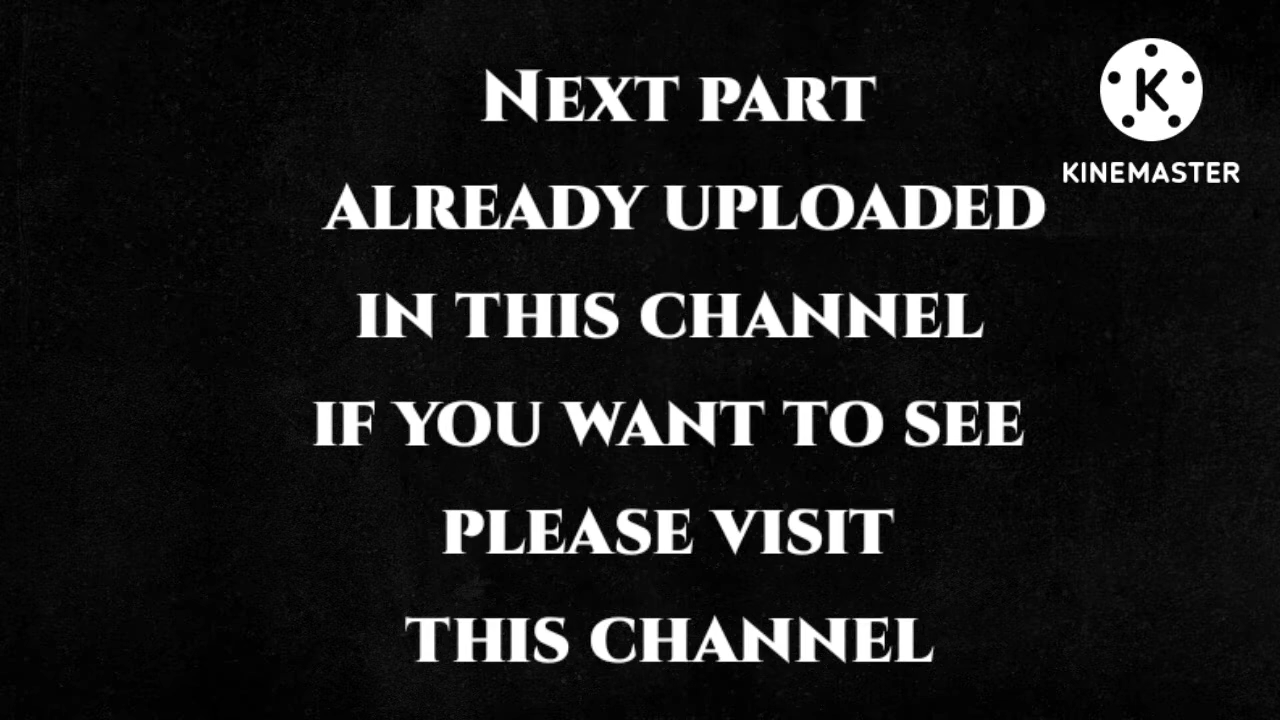 Next part
already uploaded
in this channel
if you want to see
please visit
this channel
K
KINEMASTER